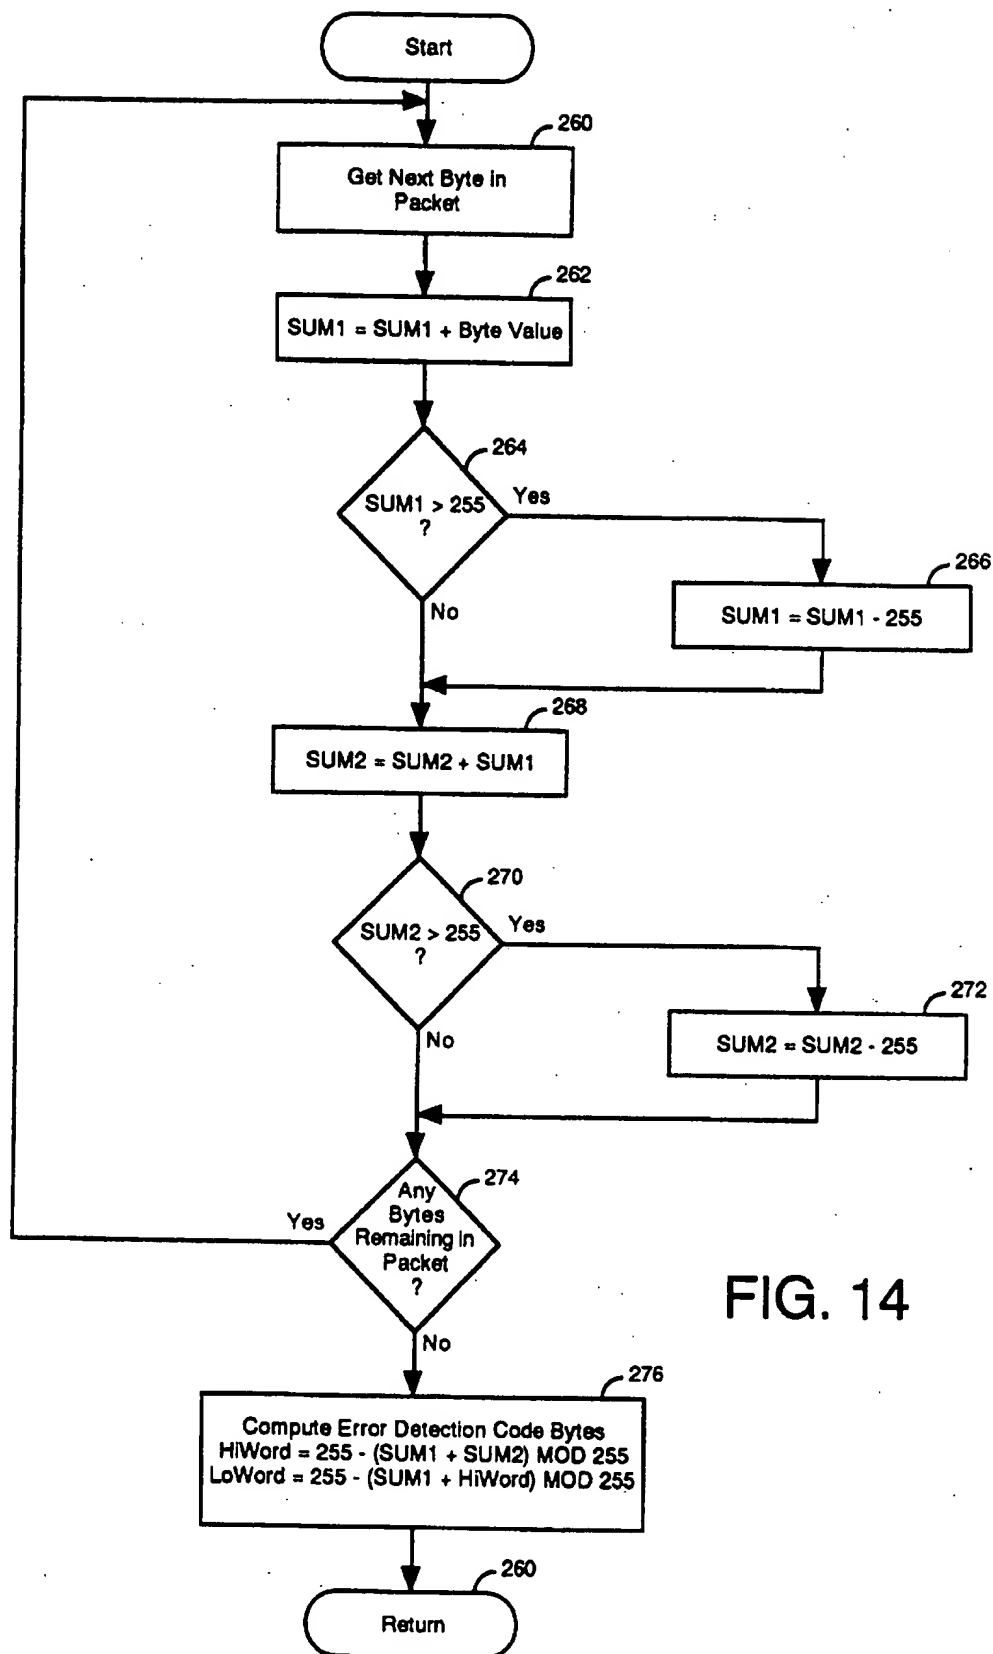 Start
260
Get Next Byte in
Packet
262
SUM1 = SUM1 + Byte Value
264
SUM1 > 255
?
Yes
No
266
SUM1 = SUM1 - 255
268
SUM2 = SUM2 + SUM1
270
SUM2 > 255
?
Yes
No
272
SUM2 = SUM2 - 255
274
Any
Bytes
Remaining in
Packet
?
Yes
No
FIG. 14
276
Compute Error Detection Code Bytes
HiWord = 255 - (SUM1 + SUM2) MOD 255
LoWord = 255 - (SUM1 + HiWord) MOD 255
260
Return